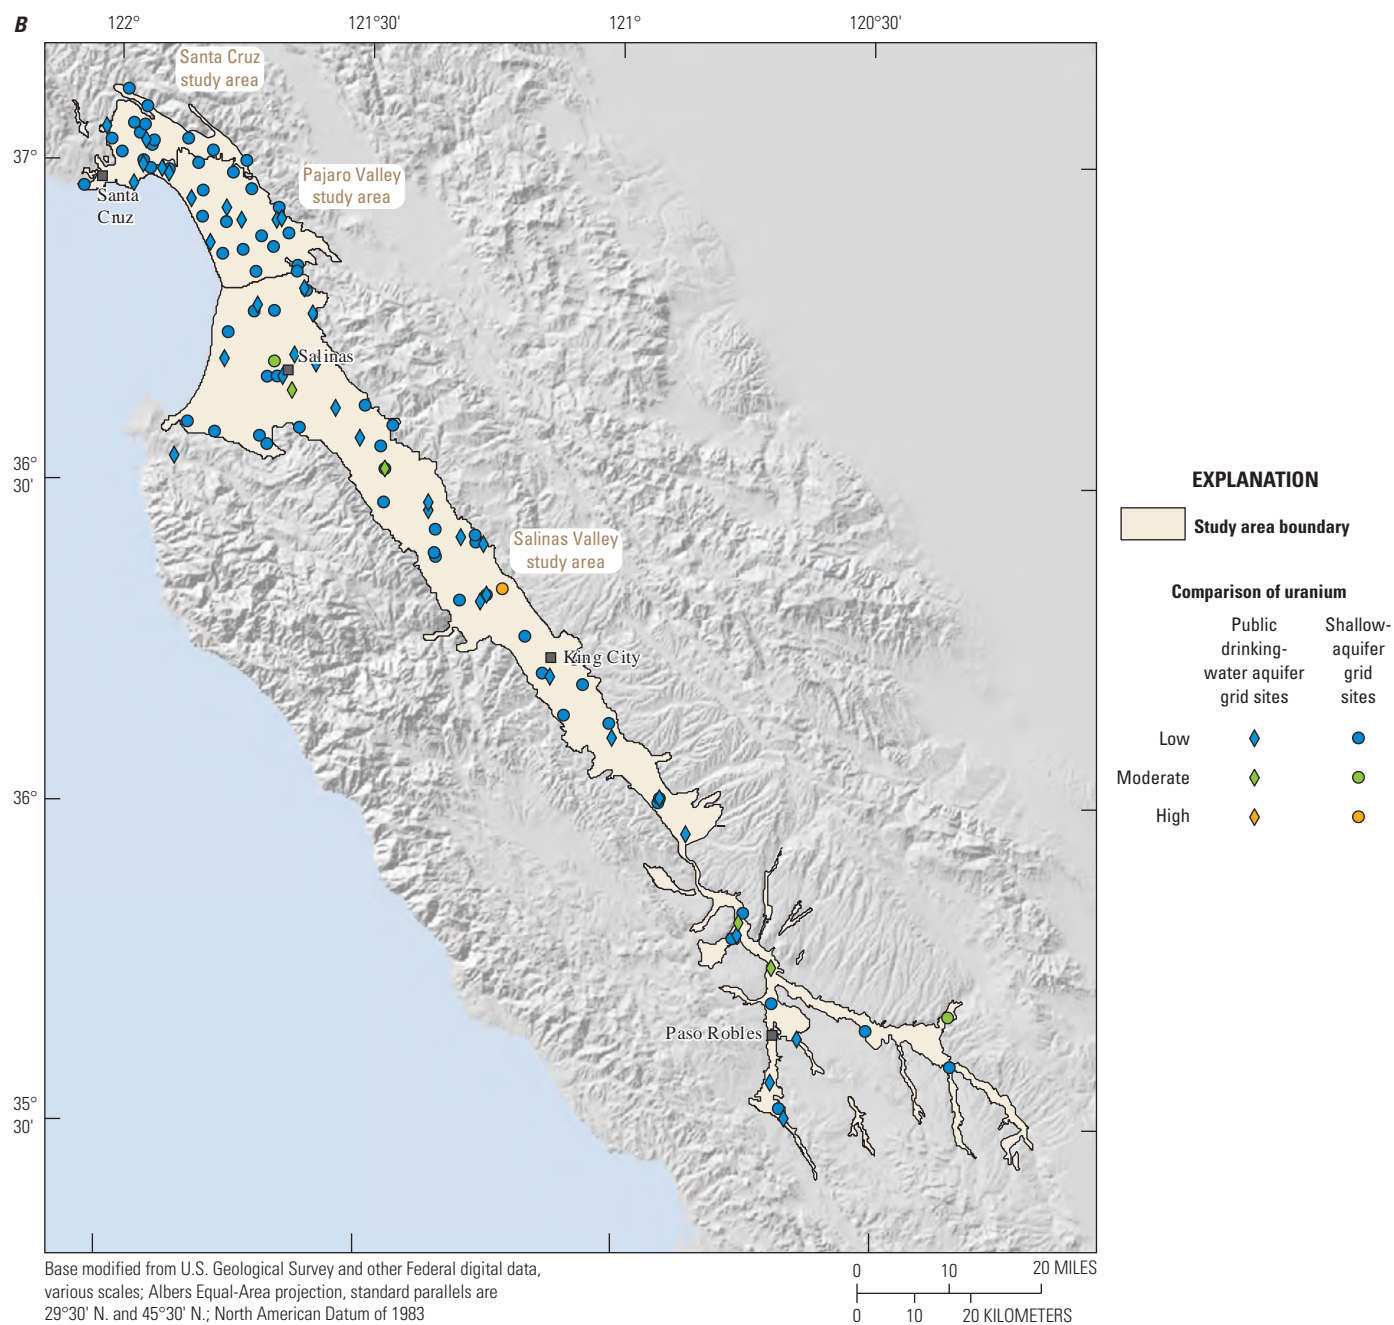 B
122°
121°30'
121°
120°30'
Santa Cruz
study area
37°
Pajaro Valley
study area
Santa
Cruz
Salinas
36°
30'
Salinas Valley
study area
King City
36°
Paso Robles
35°
30'
EXPLANATION
Study area boundary
Comparison of uranium
Public
drinking-
water aquifer
grid sites
Shallow-
aquifer
grid
sites
Low
Moderate
High
Base modified from U.S. Geological Survey and other Federal digital data,
various scales; Albers Equal-Area projection, standard parallels are
29°30' N. and 45°30' N.; North American Datum of 1983
0 10 20 MILES
0 10 20 KILOMETERS